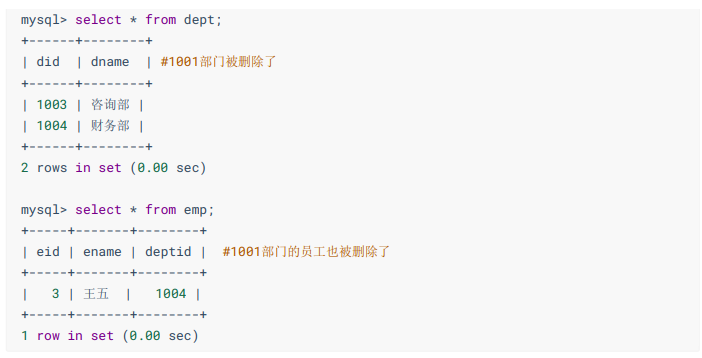 mysql> select * from dept;
+------+--------+
| did  | dname  | #1001部门被删除了
+------+--------+
| 1003 | 咨询部 |
| 1004 | 财务部 |
+------+--------+
2 rows in set (0.00 sec)
mysql> select * from emp;
+-----+-------+--------+
| eid | ename | deptid |  #1001部门的员工也被删除了
+-----+-------+--------+
|   3 | 王五  |   1004 |
+-----+-------+--------+
1 row in set (0.00 sec)